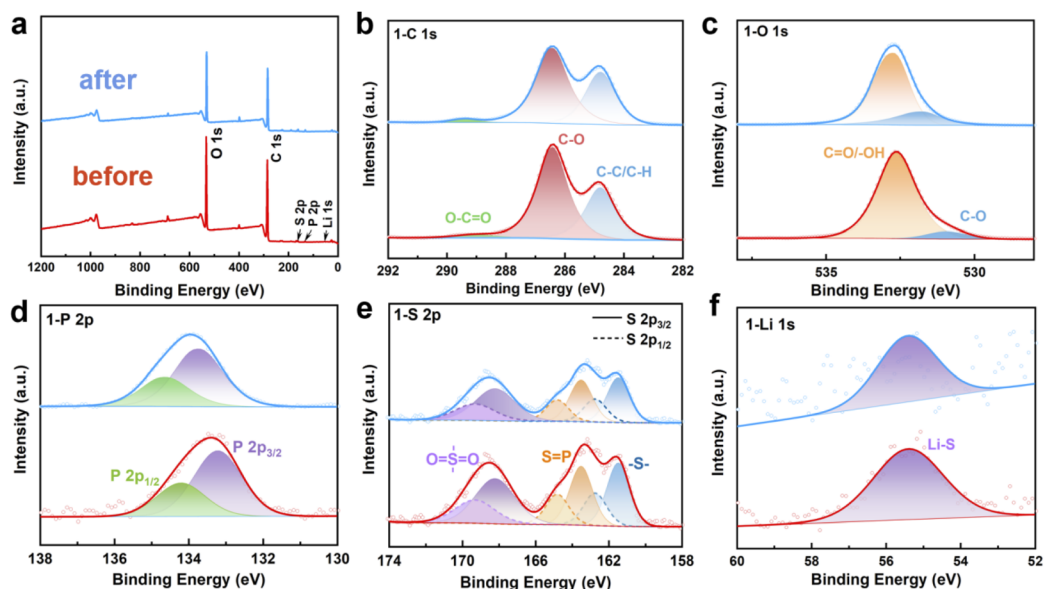 a
after
before
O 1s
C 1s
S 2p
P 2p
Li 1s
Intensity (a.u.)
1200 1000 800 600 400 200 0
Binding Energy (eV)
b
1-C 1s
C-O
C-C/C-H
O-C=O
Intensity (a.u.)
292 290 288 286 284 282
Binding Energy (eV)
c
1-O 1s
C=O/-OH
C-O
Intensity (a.u.)
535 530
Binding Energy (eV)
d
1-P 2p
P 2p3/2
P 2p1/2
Intensity (a.u.)
138 136 134 132 130
Binding Energy (eV)
e
1-S 2p
S 2p3/2
S 2p1/2
O=S=O
S=P
-S-
Intensity (a.u.)
174 170 166 162 158
Binding Energy (eV)
f
1-Li 1s
Li-S
Intensity (a.u.)
60 58 56 54 52
Binding Energy (eV)